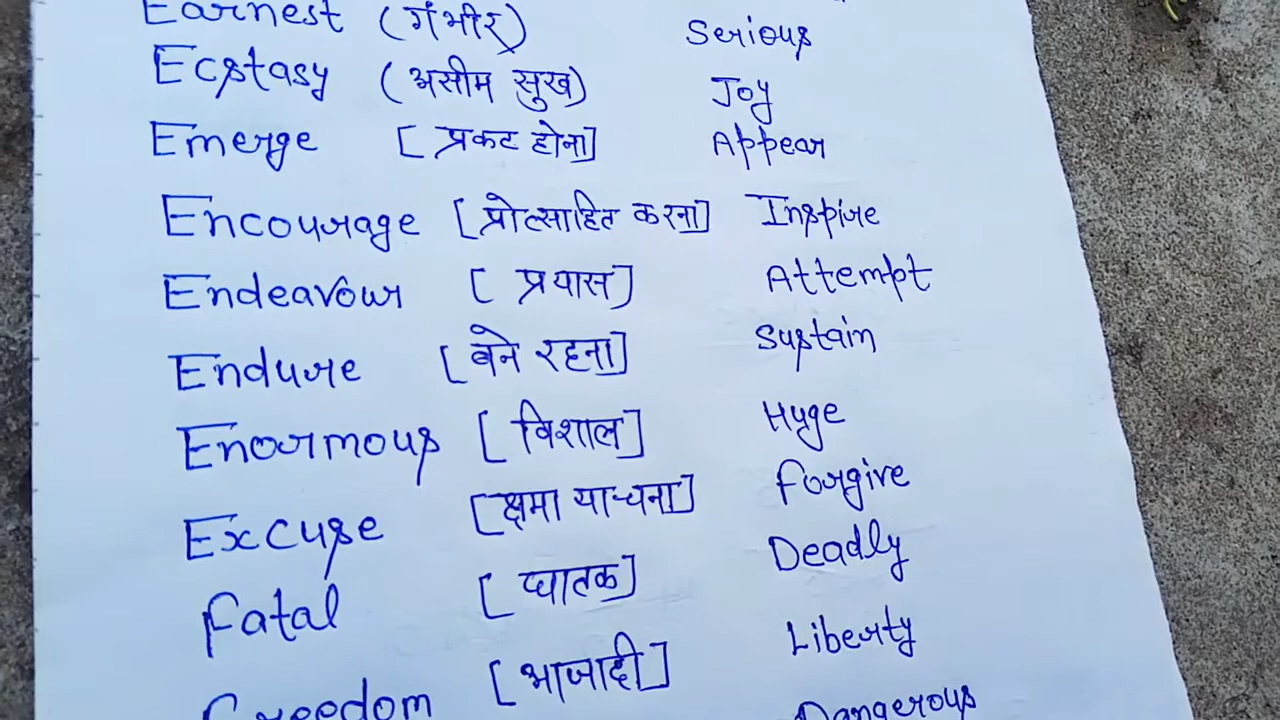 Earnest (गंभीर) Serious
Ecstasy (असीम सुख) Joy
Emerge [प्रकट होना] Appear
Encourage [प्रोत्साहित करना] Inspire
Endeavour [प्रयास] Attempt
Endure [बने रहना] Sustain
Enormous [विशाल] Huge
Excuse [क्षमा याचना] Forgive
Fatal [घातक] Deadly
Freedom [आजादी] Liberty
Dangerous